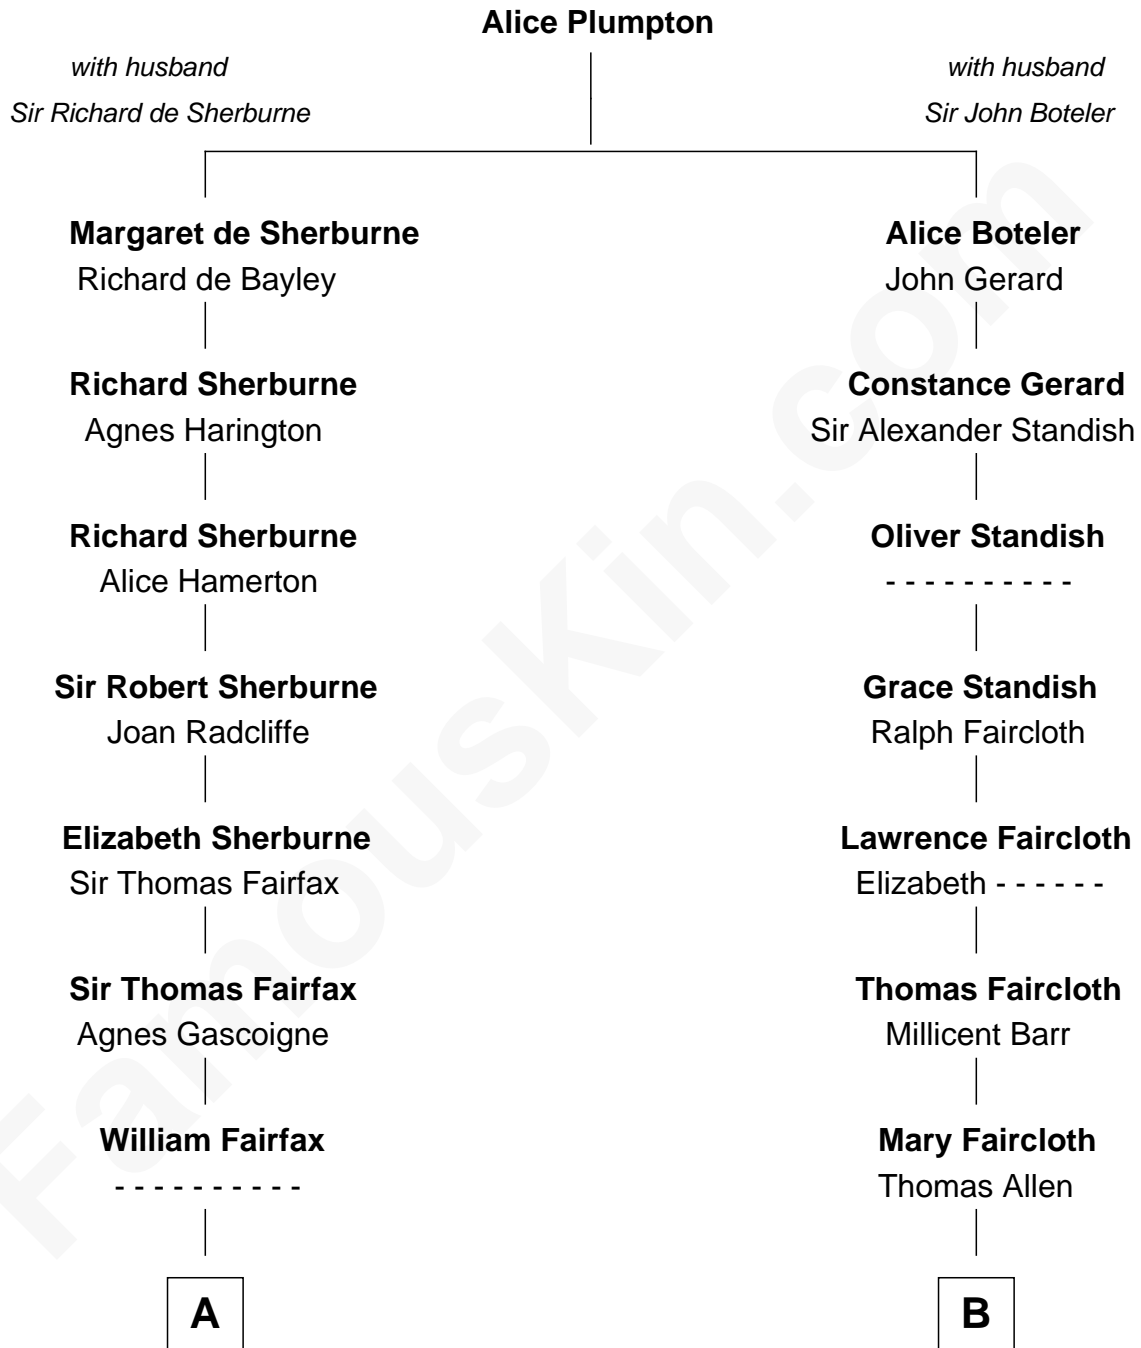 Alice Plumpton
with husband
Sir Richard de Sherburne
with husband
Sir John Boteler
Margaret de Sherburne
Richard de Bayley
Alice Boteler
John Gerard
Richard Sherburne
Agnes Harington
Constance Gerard
Sir Alexander Standish
Richard Sherburne
Alice Hamerton
Oliver Standish
- - - - - - - - - -
Sir Robert Sherburne
Joan Radcliffe
Grace Standish
Ralph Faircloth
Elizabeth Sherburne
Sir Thomas Fairfax
Lawrence Faircloth
Elizabeth - - - - - -
Sir Thomas Fairfax
Agnes Gascoigne
Thomas Faircloth
Millicent Barr
William Fairfax
- - - - - - - - - -
Mary Faircloth
Thomas Allen
A
B
FamousKin.com